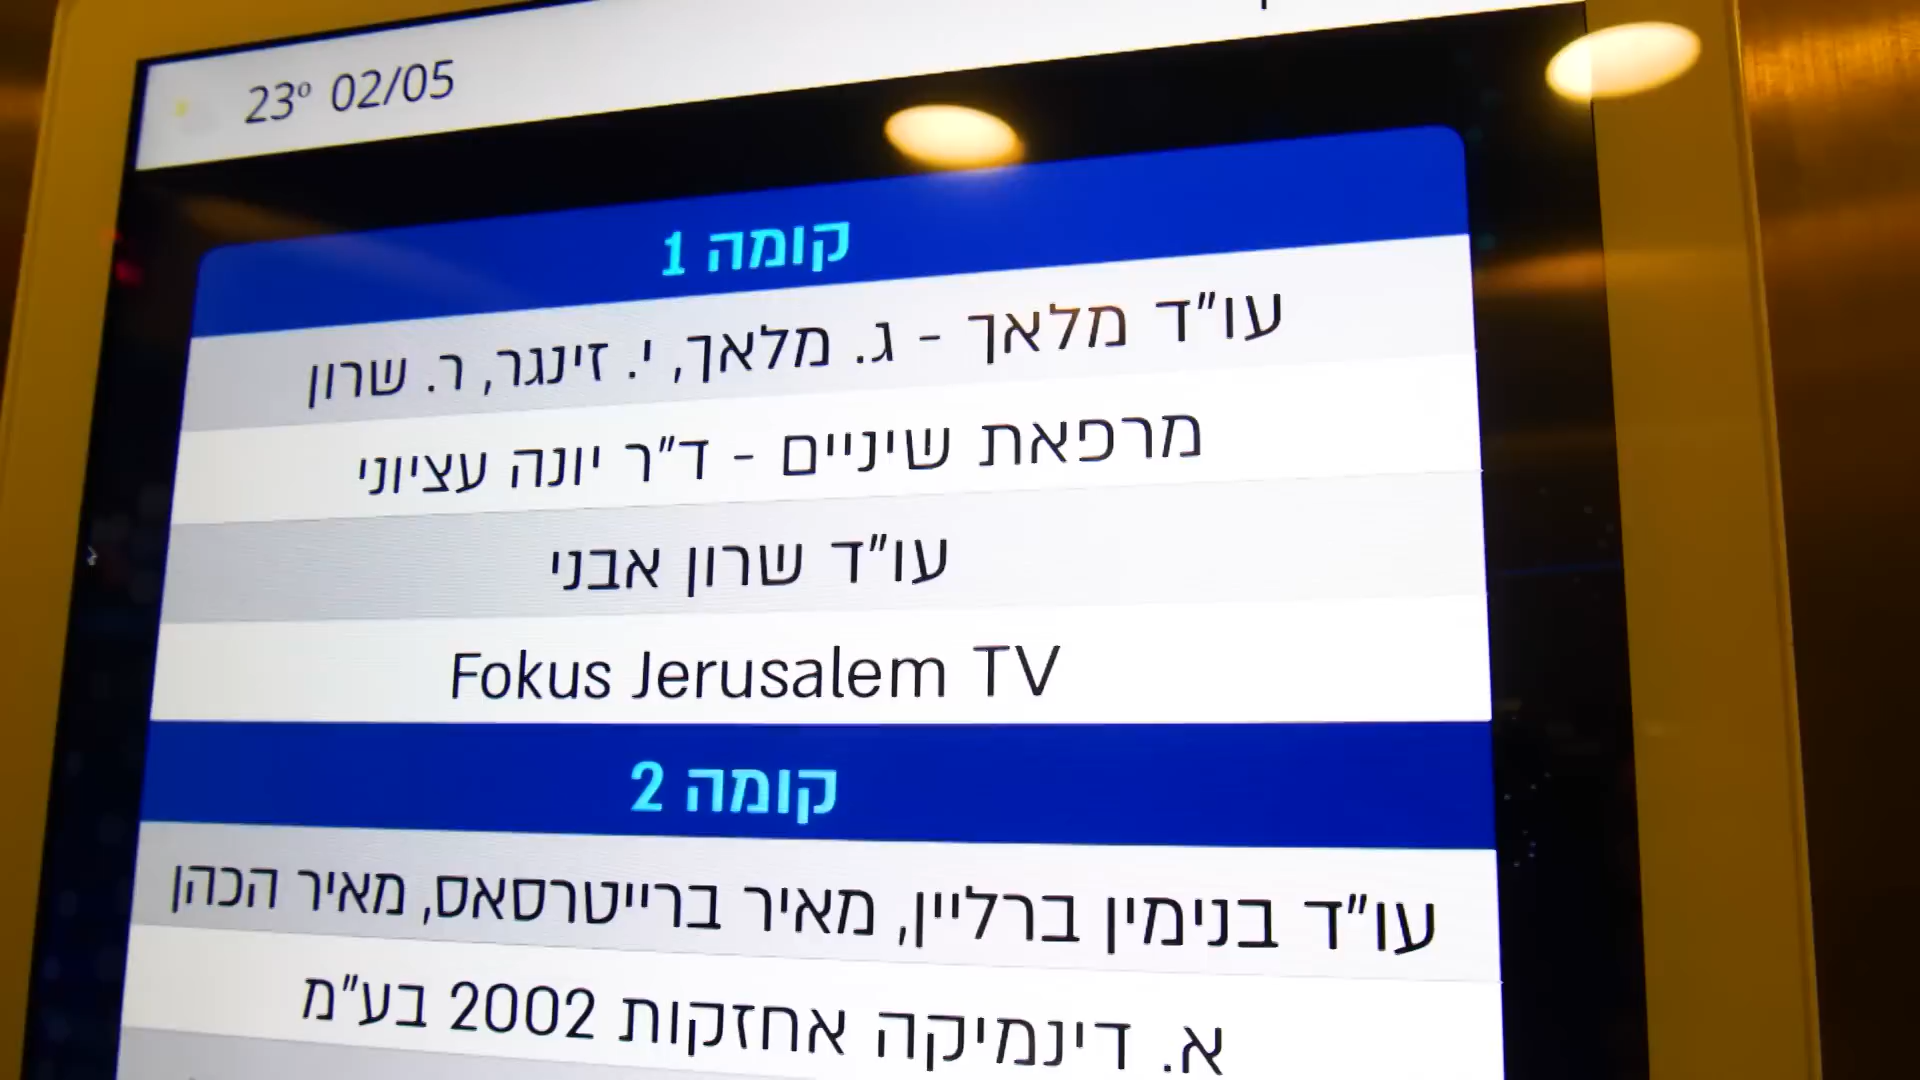 23° 02/05
קומה 1
עו"ד מלאך - ג. מלאך, י. זינגר, ר. שרון
מרפאת שיניים - ד"ר יונה עציוני
עו"ד שרון אבני
Fokus Jerusalem TV
קומה 2
עו"ד בנימין ברליין, מאיר ברייטרסאס, מאיר הכהן
א. דינמיקה אחזקות 2002 בע"מ